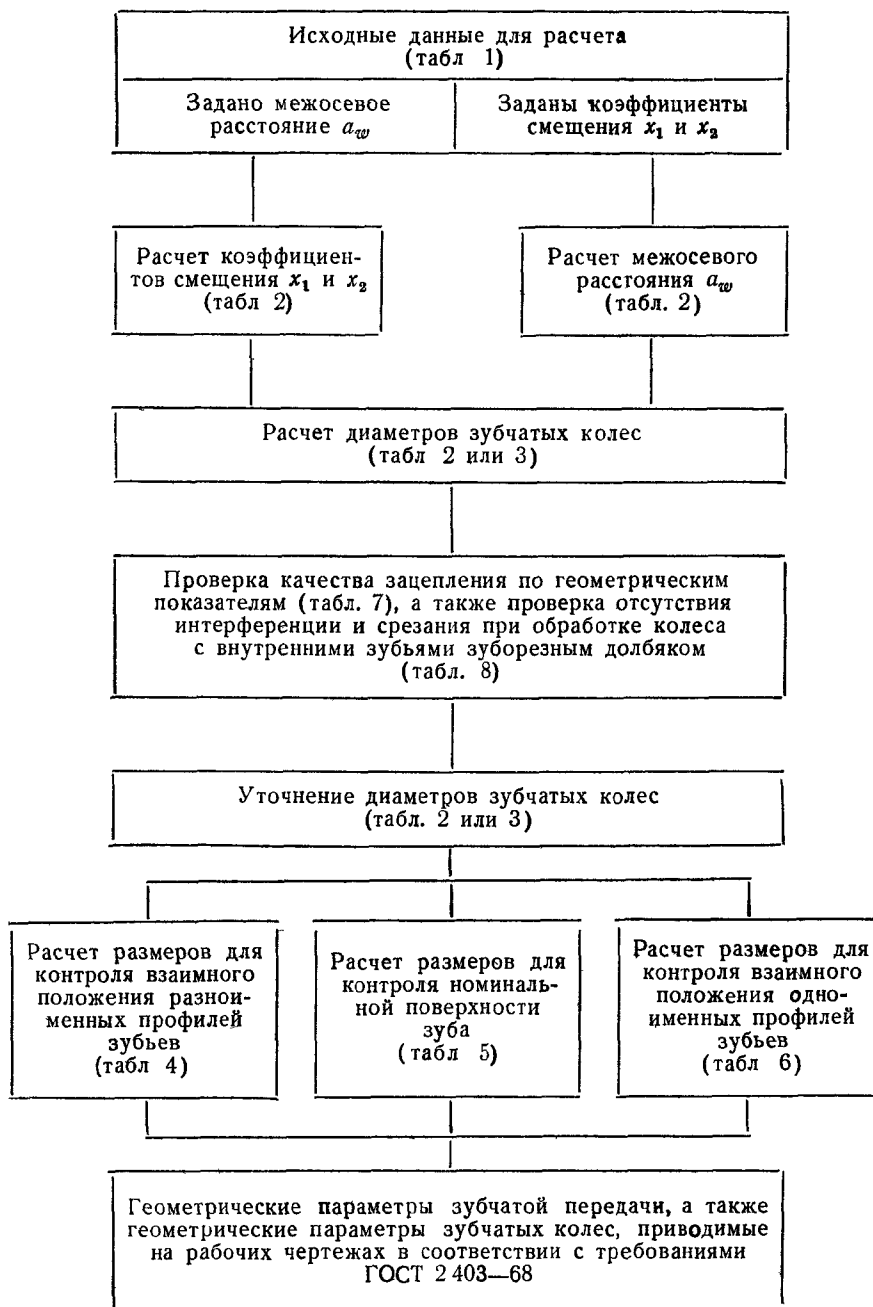 Исходные данные для расчета
(табл 1)
Задано межосевое
расстояние a_w
Заданы коэффициенты
смещения x₁ и x₂
Расчет коэффициен-
тов смещения x₁ и x₂
(табл 2)
Расчет межосевого
расстояния a_w
(табл. 2)
Расчет диаметров зубчатых колес
(табл 2 или 3)
Проверка качества зацепления по геометрическим
показателям (табл. 7), а также проверка отсутствия
интерференции и срезания при обработке колеса
с внутренними зубьями зуборезным долбяком
(табл. 8)
Уточнение диаметров зубчатых колес
(табл. 2 или 3)
Расчет размеров для
контроля взаимного
положения разнои-
менных профилей
зубьев
(табл 4)
Расчет размеров для
контроля номиналь-
ной поверхности
зуба
(табл 5)
Расчет размеров для
контроля взаимного
положения одно-
именных профилей
зубьев
(табл 6)
Геометрические параметры зубчатой передачи, а также
геометрические параметры зубчатых колес, приводимые
на рабочих чертежах в соответствии с требованиями
ГОСТ 2 403—68